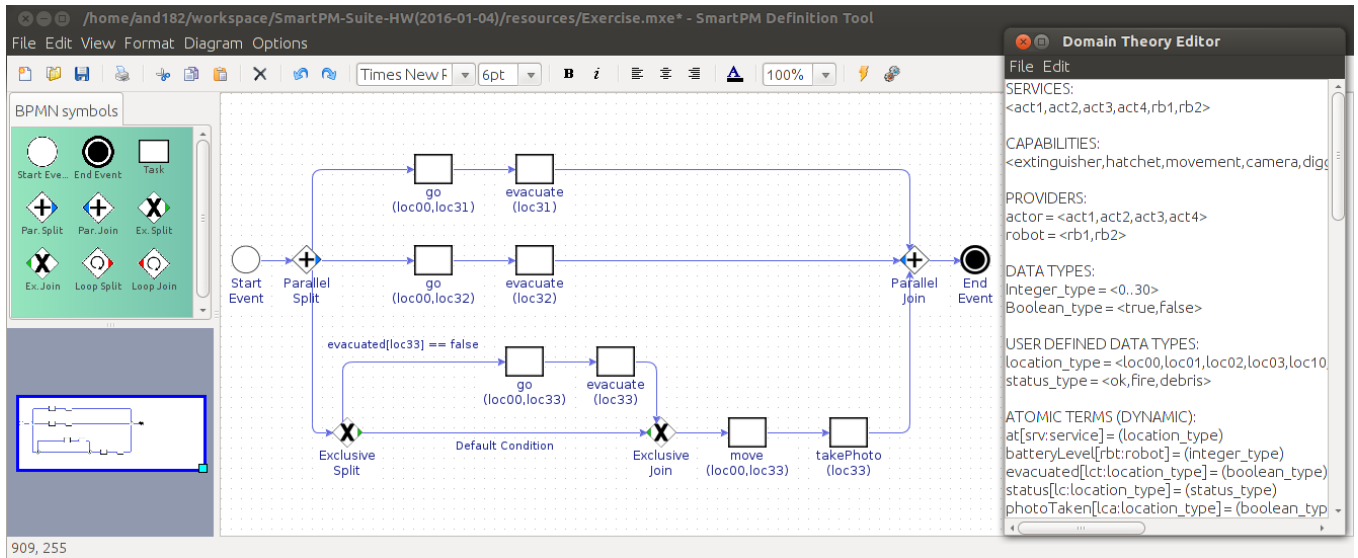 /home/and182/workspace/SmartPM-Suite-HW(2016-01-04)/resources/Exercise.mxe* - SmartPM Definition Tool
File Edit View Format Diagram Options
Times New F 6pt B i A 100%
BPMN symbols
Start Eve... End Event Task
Par. Split Par. Join Ex. Split
Ex. Join Loop Split Loop Join
go
(loc00,loc31)
evacuate
(loc31)
Start
Event
Parallel
Split
go
(loc00,loc32)
evacuate
(loc32)
Parallel
Join
End
Event
evacuated[loc33] == false
go
(loc00,loc33)
evacuate
(loc33)
Default Condition
Exclusive
Split
Exclusive
Join
move
(loc00,loc33)
takePhoto
(loc33)
909, 255
Domain Theory Editor
File Edit
SERVICES:
<act1,act2,act3,act4,rb1,rb2>
CAPABILITIES:
<extinguisher,hatchet,movement,camera,digg
PROVIDERS:
actor = <act1,act2,act3,act4>
robot = <rb1,rb2>
DATA TYPES:
Integer_type = <0..30>
Boolean_type = <true,false>
USER DEFINED DATA TYPES:
location_type = <loc00,loc01,loc02,loc03,loc10,
status_type = <ok,fire,debris>
ATOMIC TERMS (DYNAMIC):
at[srv:service] = (location_type)
batteryLevel[rbt:robot] = (integer_type)
evacuated[lct:location_type] = (boolean_type)
status[lc:location_type] = (status_type)
photoTaken[lca:location_type] = (boolean_typ